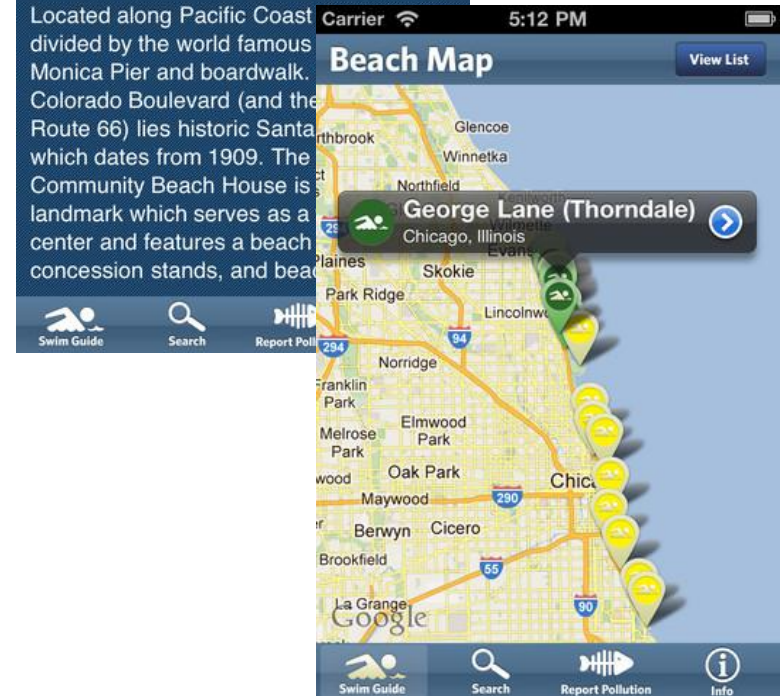 Located along Pacific Coast
divided by the world famous
Monica Pier and boardwalk.
Colorado Boulevard (and the
Route 66) lies historic Santa
which dates from 1909. The
Community Beach House is
landmark which serves as a
center and features a beach
concession stands, and bea
Swim Guide
Search
Report Poll
Carrier
5:12 PM
Beach Map
View List
rthbrook
Glencoe
Winnetka
Northfield
Kenilworth
George Lane (Thorndale)
Chicago, Illinois
Wilmette
Evans
Plaines
Skokie
Park Ridge
Lincolnwo
294
94
Norridge
Franklin
Park
Elmwood
Park
Melrose
Park
wood
Oak Park
Chica
Maywood
290
Berwyn
Cicero
Brookfield
55
La Grange
90
Google
Swim Guide
Search
Report Pollution
Info